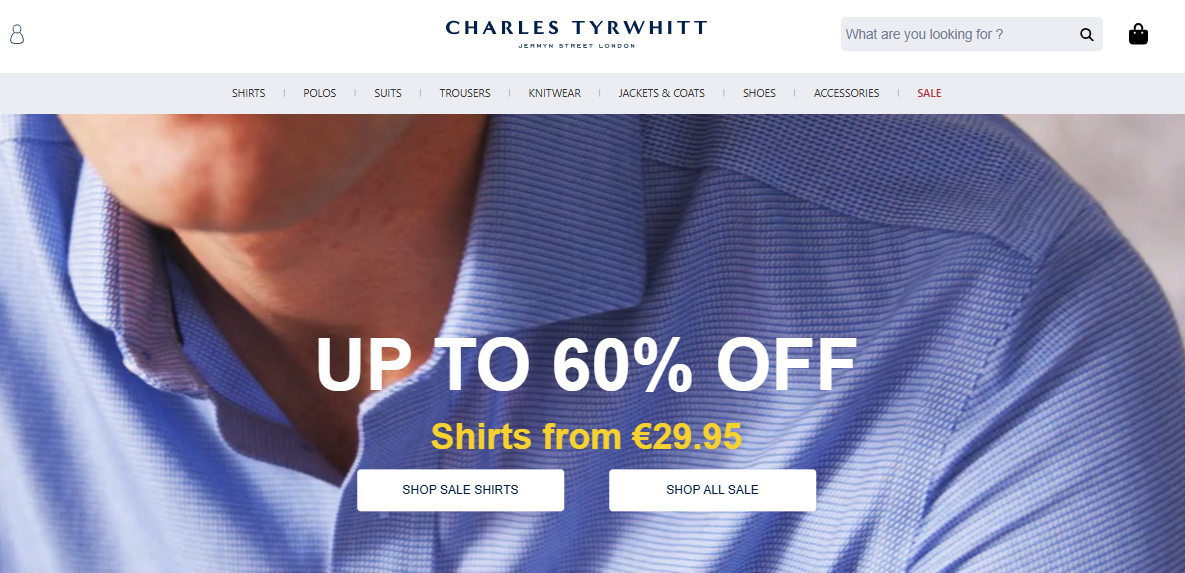 CHARLES TYRWHITT
JERMYN STREET LONDON
What are you looking for ?
SHIRTS | POLOS | SUITS | TROUSERS | KNITWEAR | JACKETS & COATS | SHOES | ACCESSORIES | SALE
UP TO 60% OFF
Shirts from €29.95
SHOP SALE SHIRTS SHOP ALL SALE